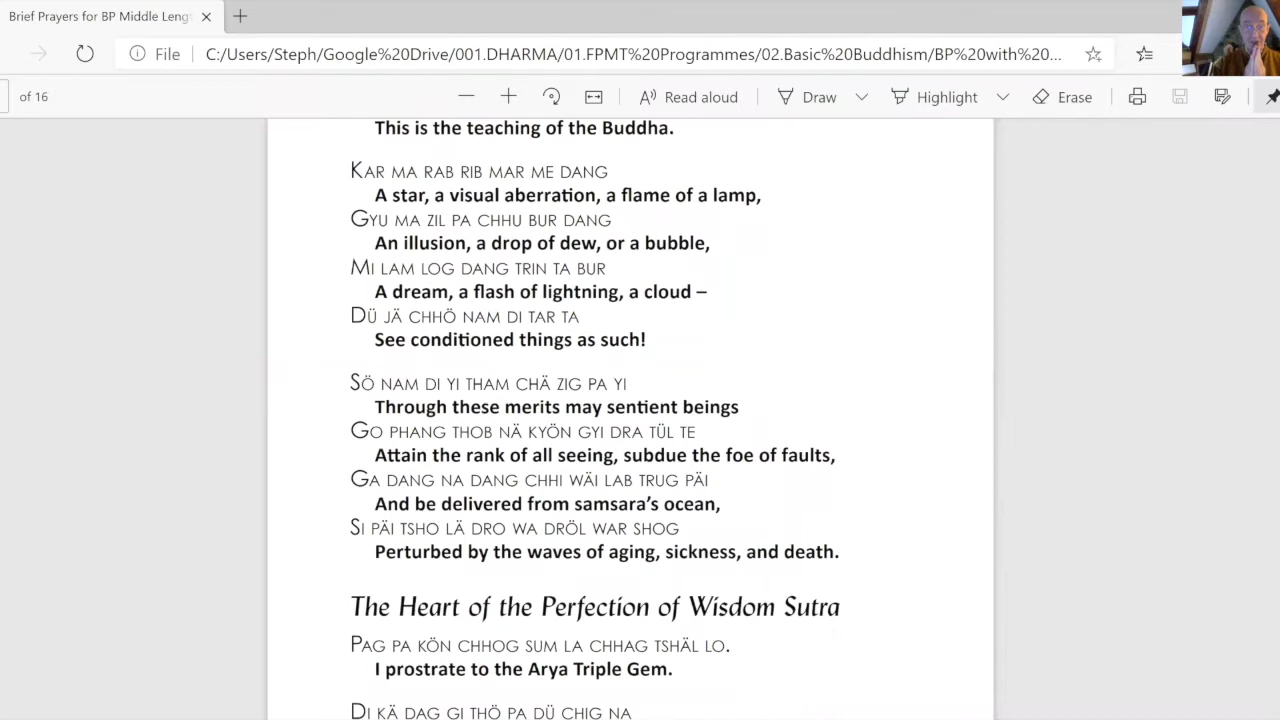 Brief Prayers for BP Middle Leng
File
C:/Users/Steph/Google%20Drive/001.DHARMA/01.FPMT%20Programmes/02.Basic%20Buddhism/BP%20with%20...
of 16
Read aloud
Draw
Highlight
Erase
This is the teaching of the Buddha.
KAR MA RAB RIB MAR ME DANG
A star, a visual aberration, a flame of a lamp,
GYU MA ZIL PA CHHU BUR DANG
An illusion, a drop of dew, or a bubble,
MI LAM LOG DANG TRIN TA BUR
A dream, a flash of lightning, a cloud –
DÜ JÄ CHHÖ NAM DI TAR TA
See conditioned things as such!
SÖ NAM DI YI THAM CHÄ ZIG PA YI
Through these merits may sentient beings
GO PHANG THOB NÄ KYÖN GYI DRA TÜL TE
Attain the rank of all seeing, subdue the foe of faults,
GA DANG NA DANG CHHI WÄI LAB TRUG PÄI
And be delivered from samsara’s ocean,
SI PÄI TSHO LÄ DRO WA DRÖL WAR SHOG
Perturbed by the waves of aging, sickness, and death.
The Heart of the Perfection of Wisdom Sutra
PAG PA KÖN CHHOG SUM LA CHHAG TSHÄL LO.
I prostrate to the Arya Triple Gem.
DI KÄ DAG GI THÖ PA DÜ CHIG NA